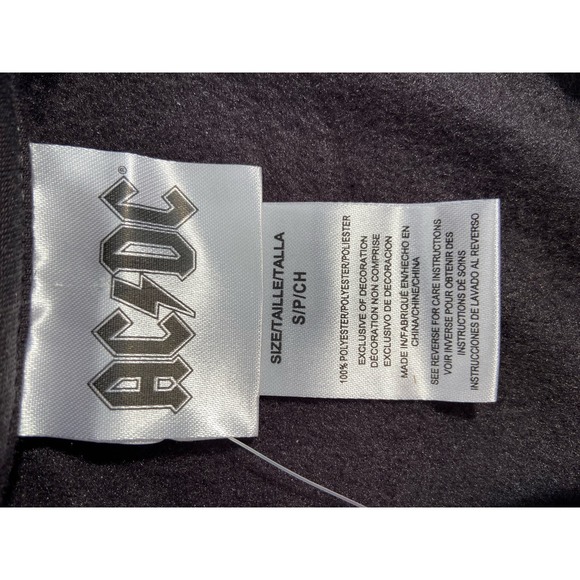 AC⚡DC®
SIZE/TAILLE/TALLA
S/P/CH
100% POLYESTER/POLYESTER/POLIESTER
EXCLUSIVE OF DECORATION
DÉCORATION NON COMPRISE
EXCLUSIVO DE DECORACION
MADE IN/FABRIQUÉ EN/HECHO EN
CHINA/CHINE/CHINA
SEE REVERSE FOR CARE INSTRUCTIONS
VOIR INVERSE POUR OBTENIR DES
INSTRUCTIONS DE SOINS
INSTRUCCIONES DE LAVADO AL REVERSO